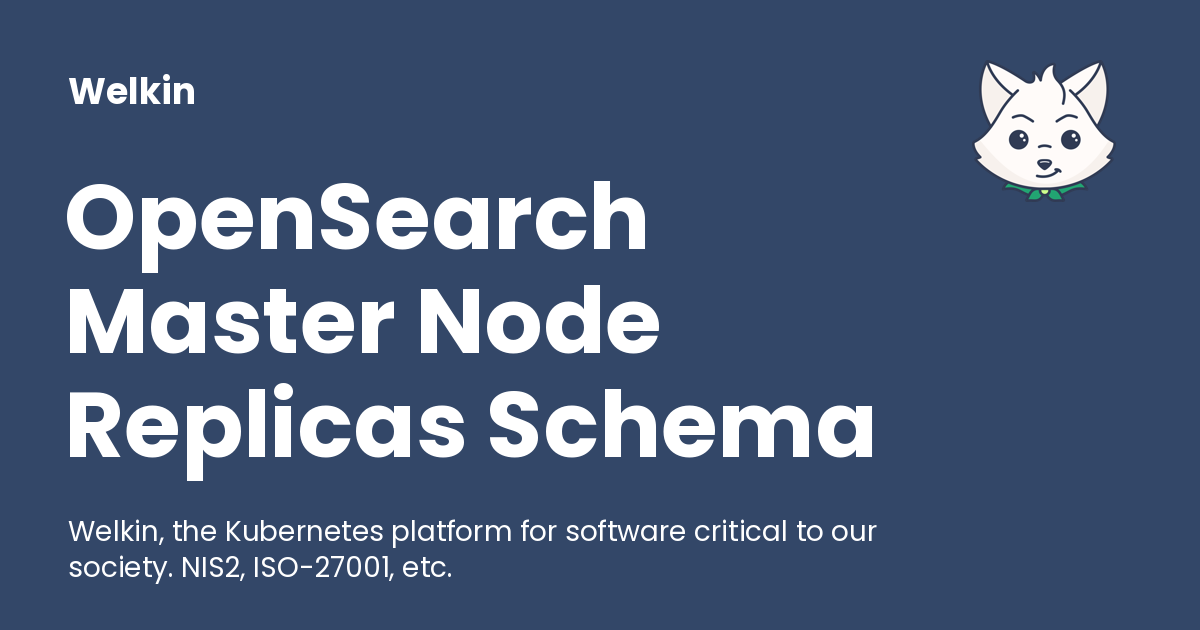 Welkin
OpenSearch
Master Node
Replicas Schema
Welkin, the Kubernetes platform for software critical to our
society. NIS2, ISO-27001, etc.